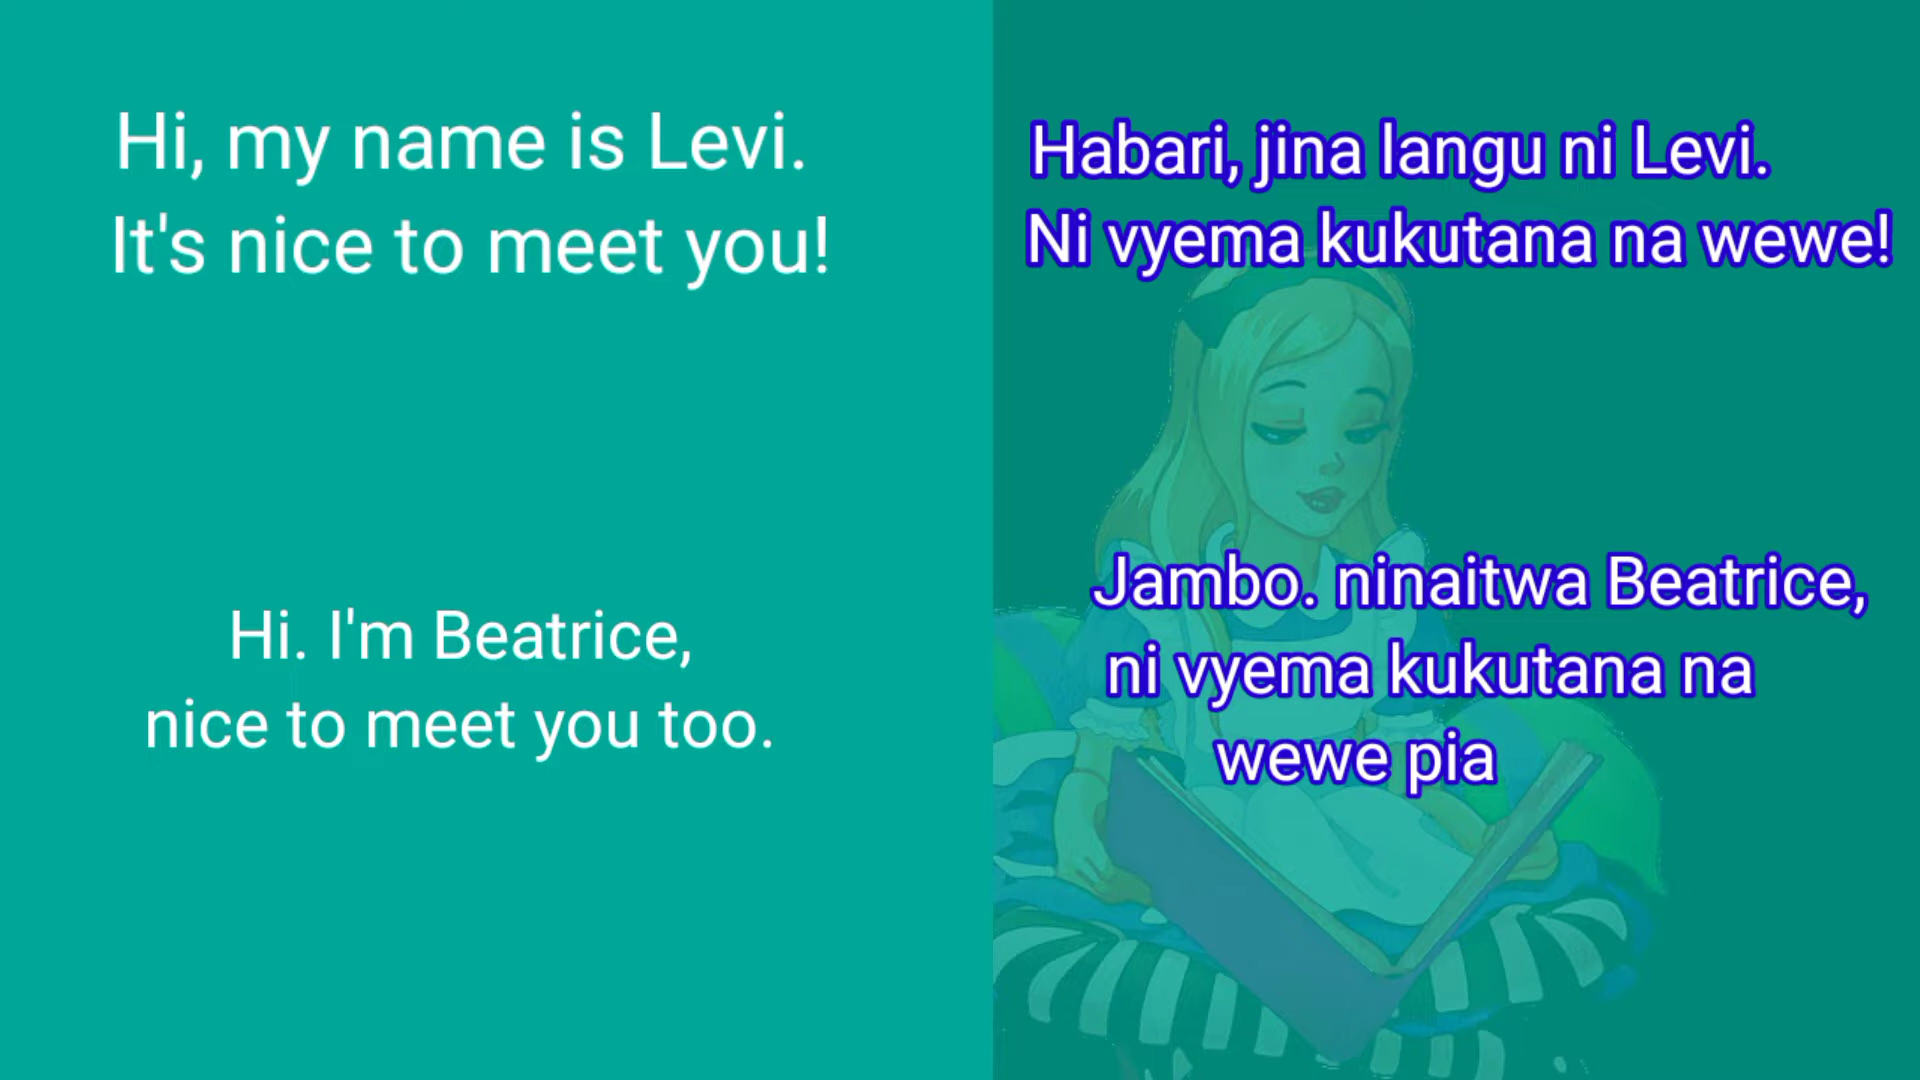 Hi, my name is Levi.
It's nice to meet you!
Hi. I'm Beatrice,
nice to meet you too.
Habari, jina langu ni Levi.
Ni vyema kukutana na wewe!
Jambo. ninaitwa Beatrice,
ni vyema kukutana na
wewe pia